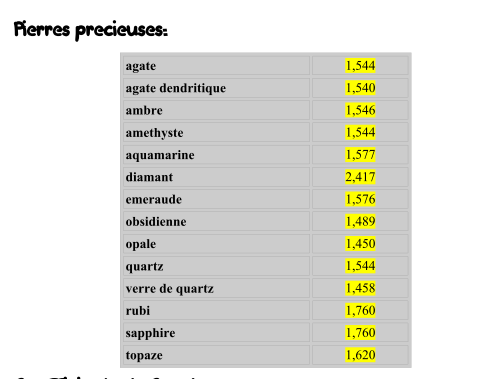 Pierres precieuses:
agate 1,544
agate dendritique 1,540
ambre 1,546
amethyste 1,544
aquamarine 1,577
diamant 2,417
emeraude 1,576
obsidienne 1,489
opale 1,450
quartz 1,544
verre de quartz 1,458
rubi 1,760
sapphire 1,760
topaze 1,620